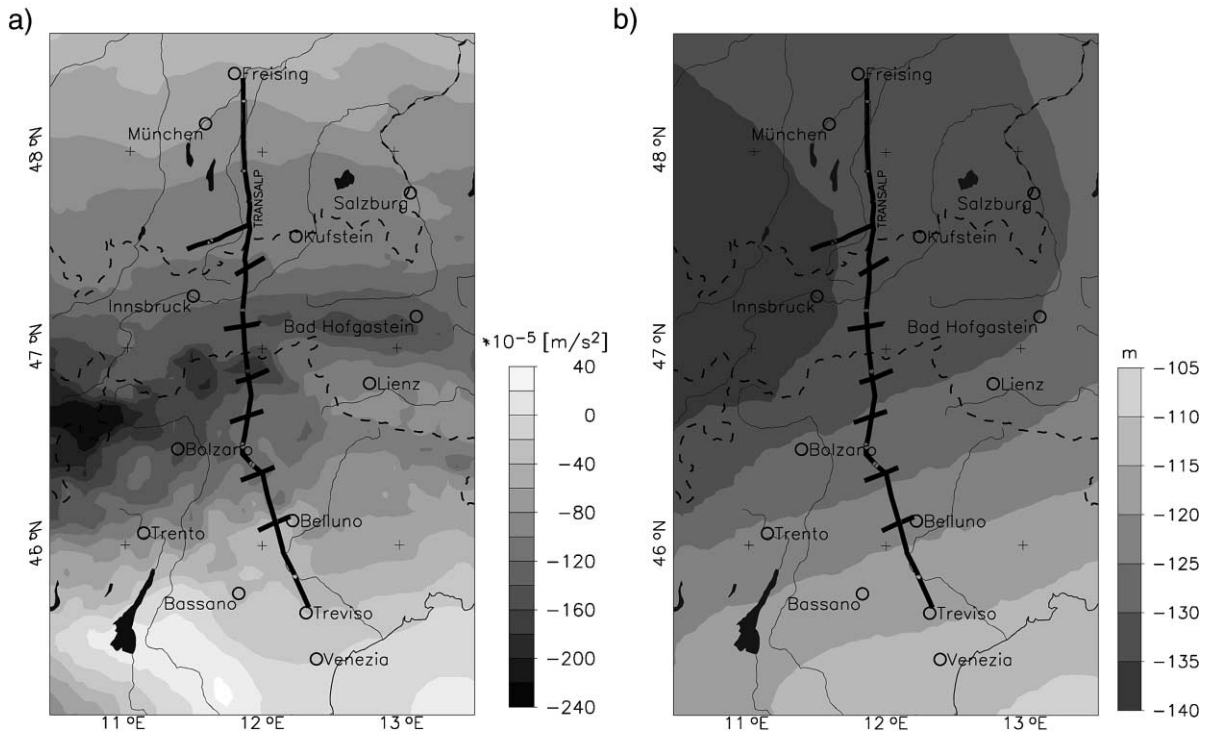 a)
Freising
München
TRANSALP
Salzburg
Kufstein
Innsbruck
Bad Hofgastein
Lienz
Bolzano
Belluno
Trento
Bassano
Treviso
Venezia
48 °N
47 °N
46 °N
11 °E
12 °E
13 °E
*10⁻⁵ [m/s²]
40
0
-40
-80
-120
-160
-200
-240
b)
Freising
München
TRANSALP
Salzburg
Kufstein
Innsbruck
Bad Hofgastein
Lienz
Bolzano
Belluno
Trento
Bassano
Treviso
Venezia
48 °N
47 °N
46 °N
11 °E
12 °E
13 °E
m
-105
-110
-115
-120
-125
-130
-135
-140